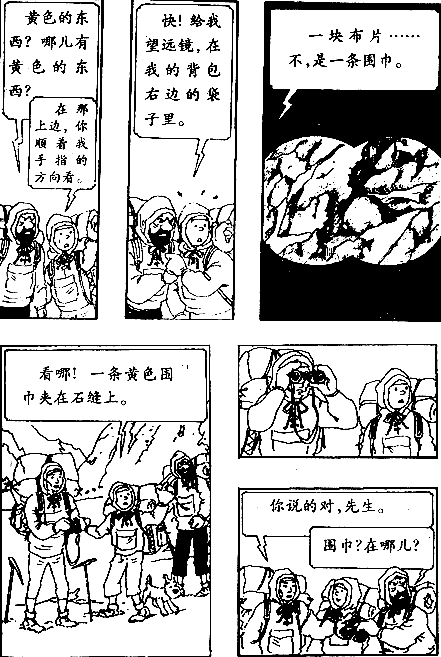 黄色的东
西？哪儿有
黄色的东
西？
在那
上边，你
顺着我
手指的
方向看。
快！给我
望远镜，在
我的背包
右边的袋
子里。
一块布片……
不，是一条围巾。
看哪！一条黄色围
巾夹在石缝上。
你说的对，先生。
围巾？在哪儿？